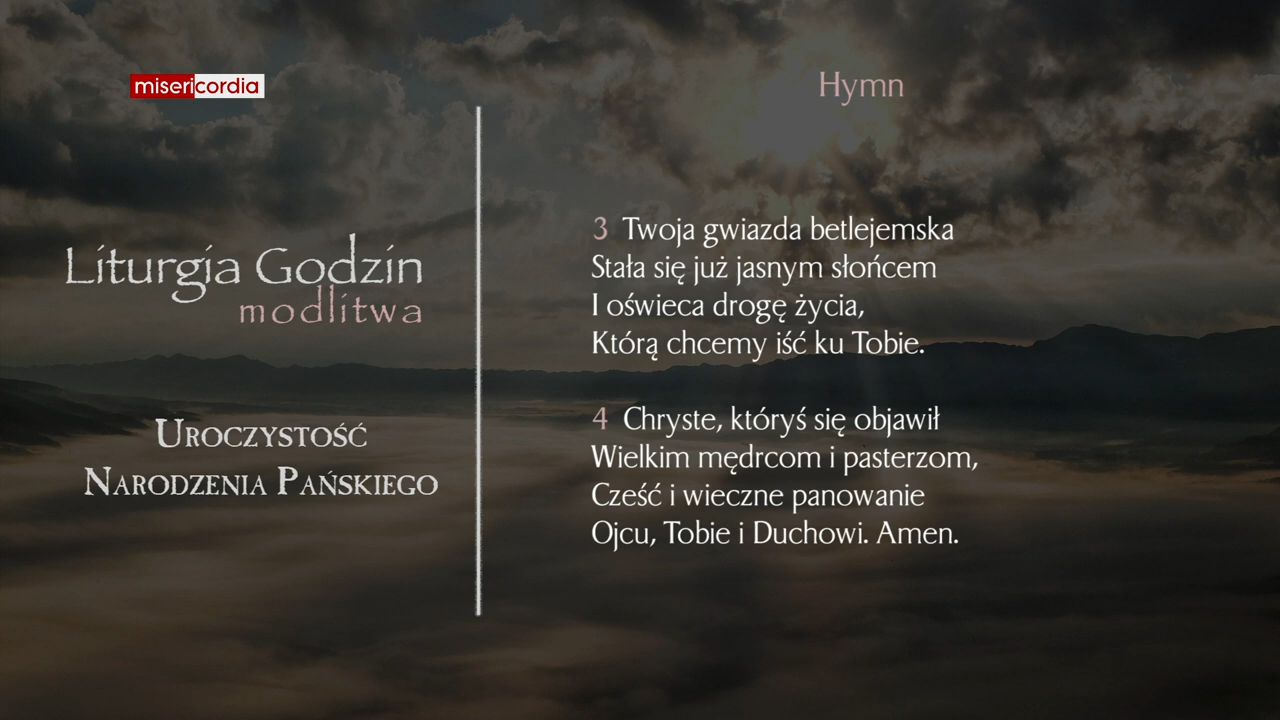 misericordia
Liturgia Godzin
modlitwa
Uroczystość
Narodzenia Pańskiego
Hymn
3 Twoja gwiazda betlejemska
Stała się już jasnym słońcem
I oświeca drogę życia,
Którą chcemy iść ku Tobie.
4 Chryste, któryś się objawił
Wielkim mędrcom i pasterzom,
Cześć i wieczne panowanie
Ojcu, Tobie i Duchowi. Amen.